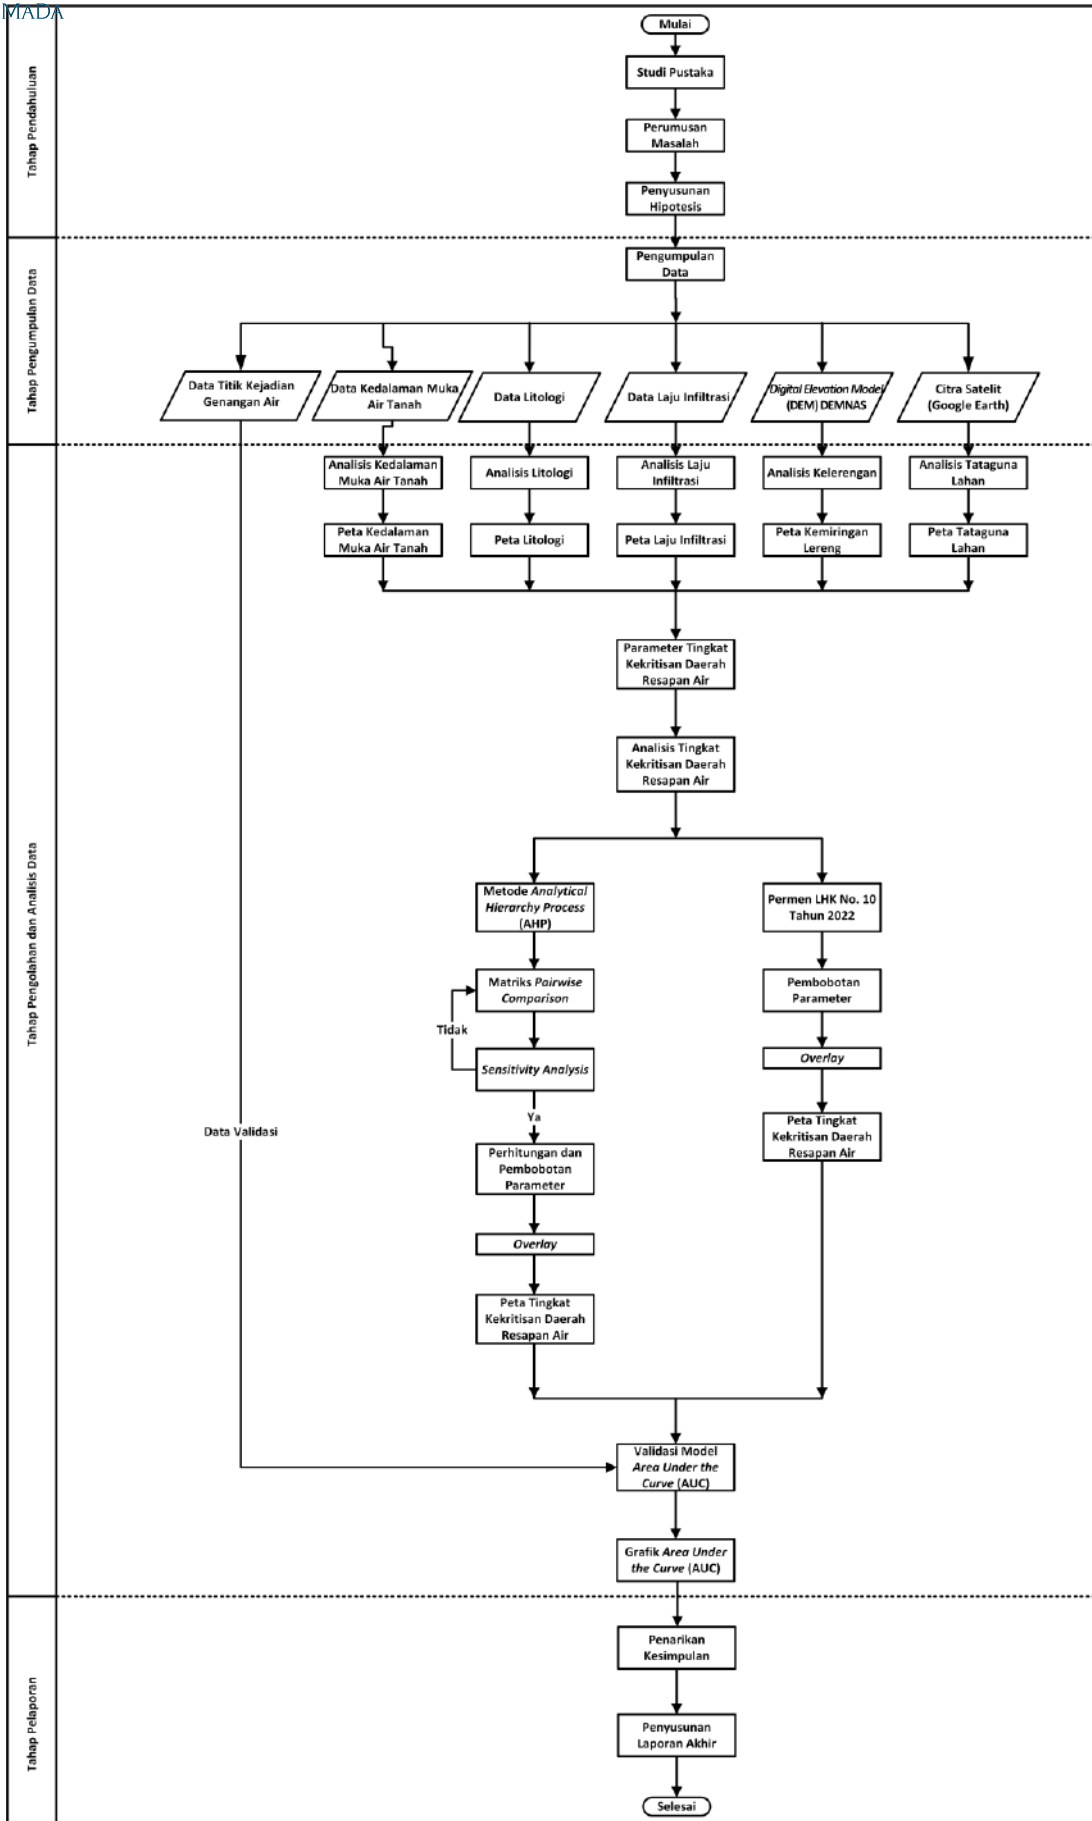 MADA
Tahap Pendahuluan
Mulai
Studi Pustaka
Perumusan
Masalah
Penyusunan
Hipotesis
Tahap Pengumpulan Data
Pengumpulan
Data
Data Titik Kejadian
Genangan Air
Data Kedalaman Muka
Air Tanah
Data Litologi
Data Laju Infiltrasi
Digital Elevation Model
(DEM) DEMNAS
Citra Satelit
(Google Earth)
Tahap Pengolahan dan Analisis Data
Analisis Kedalaman
Muka Air Tanah
Analisis Litologi
Analisis Laju
Infiltrasi
Analisis Kelerengan
Analisis Tataguna
Lahan
Peta Kedalaman
Muka Air Tanah
Peta Litologi
Peta Laju Infiltrasi
Peta Kemiringan
Lereng
Peta Tataguna
Lahan
Parameter Tingkat
Kekritisan Daerah
Resapan Air
Analisis Tingkat
Kekritisan Daerah
Resapan Air
Metode Analytical
Hierarchy Process
(AHP)
Permen LHK No. 10
Tahun 2022
Matriks Pairwise
Comparison
Pembobotan
Parameter
Tidak
Sensitivity Analysis
Overlay
Ya
Data Validasi
Peta Tingkat
Kekritisan Daerah
Resapan Air
Perhitungan dan
Pembobotan
Parameter
Overlay
Peta Tingkat
Kekritisan Daerah
Resapan Air
Validasi Model
Area Under the
Curve (AUC)
Grafik Area Under
the Curve (AUC)
Tahap Pelaporan
Penarikan
Kesimpulan
Penyusunan
Laporan Akhir
Selesai